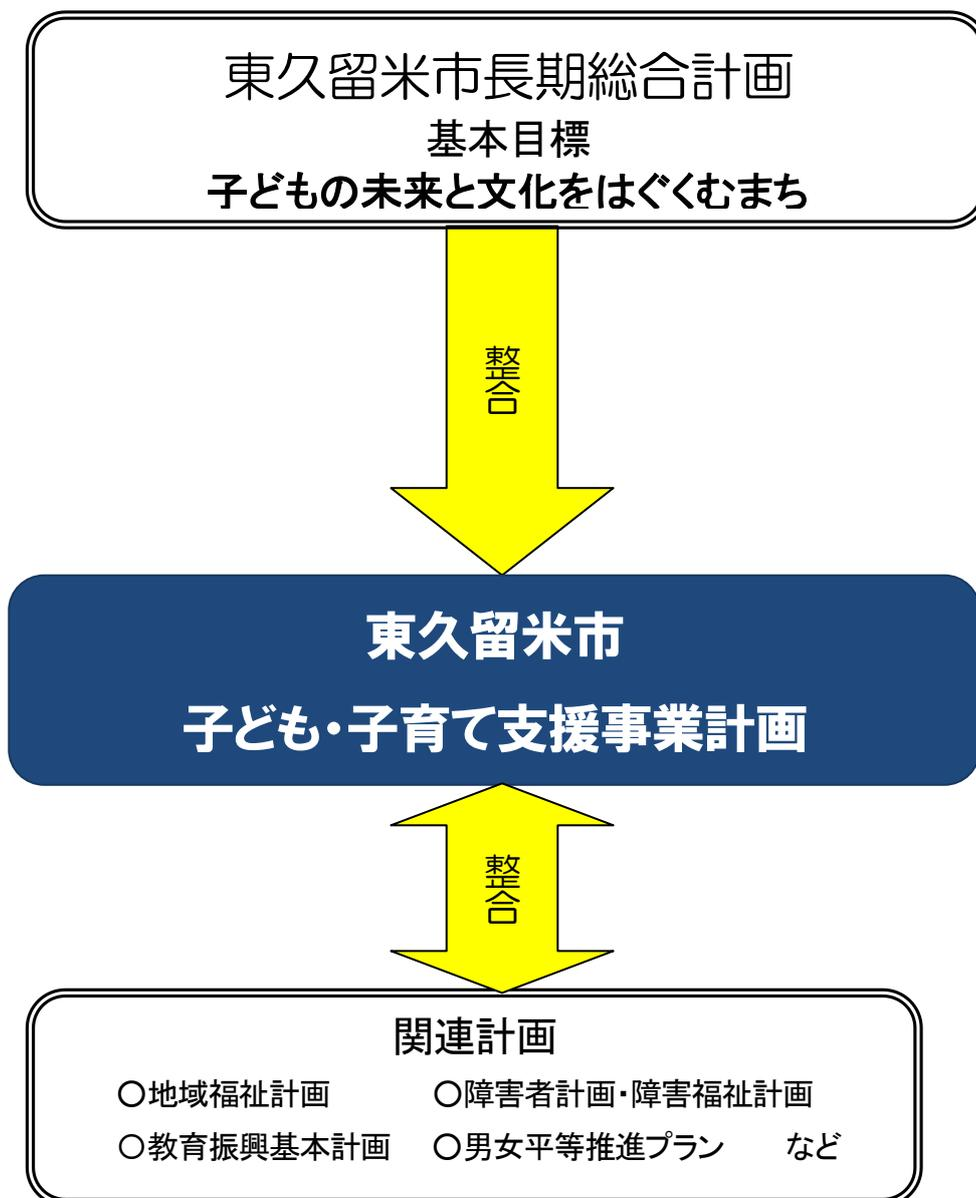 東久留米市長期総合計画
基本目標
子どもの未来と文化をはぐくむまち
整合
東久留米市
子ども・子育て支援事業計画
整合
関連計画
〇地域福祉計画 〇障害者計画・障害福祉計画
〇教育振興基本計画 〇男女平等推進プラン など